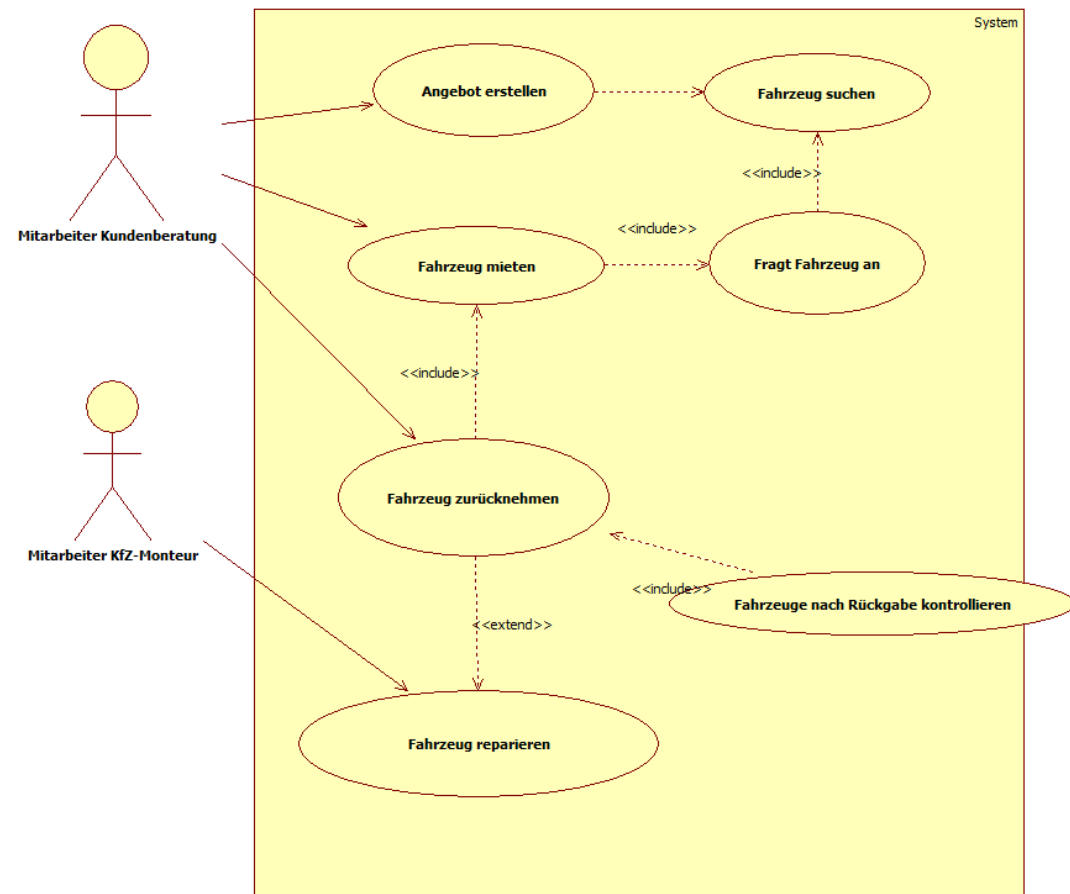 System
Angebot erstellen
Fahrzeug suchen
<<include>>
Mitarbeiter Kundenberatung
<<include>>
Fahrzeug mieten
Fragt Fahrzeug an
<<include>>
Fahrzeug zurücknehmen
Mitarbeiter KfZ-Monteur
<<include>>
Fahrzeuge nach Rückgabe kontrollieren
<<extend>>
Fahrzeug reparieren